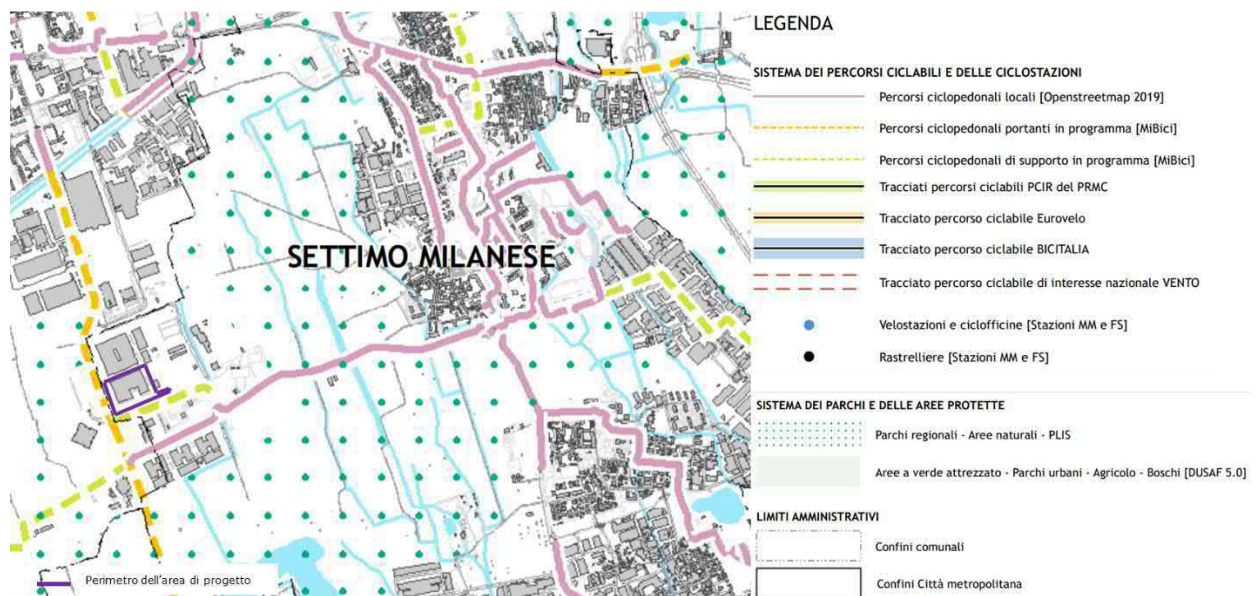 SETTIMO MILANESE
Perimetro dell'area di progetto
LEGENDA
SISTEMA DEI PERCORSI CICLABILI E DELLE CICLOSTAZIONI
Percorsi ciclopedonali locali [Openstreetmap 2019]
Percorsi ciclopedonali portanti in programma [MiBici]
Percorsi ciclopedonali di supporto in programma [MiBici]
Tracciati percorsi ciclabili PCIR del PRMC
Tracciato percorso ciclabile Eurovelo
Tracciato percorso ciclabile BICITALIA
Tracciato percorso ciclabile di interesse nazionale VENTO
Velostazioni e ciclofficine [Stazioni MM e FS]
Rastrelliere [Stazioni MM e FS]
SISTEMA DEI PARCHI E DELLE AREE PROTETTE
Parchi regionali - Aree naturali - PLIS
Aree a verde attrezzato - Parchi urbani - Agricolo - Boschi [DUSAF 5.0]
LIMITI AMMINISTRATIVI
Confini comunali
Confini Città metropolitana